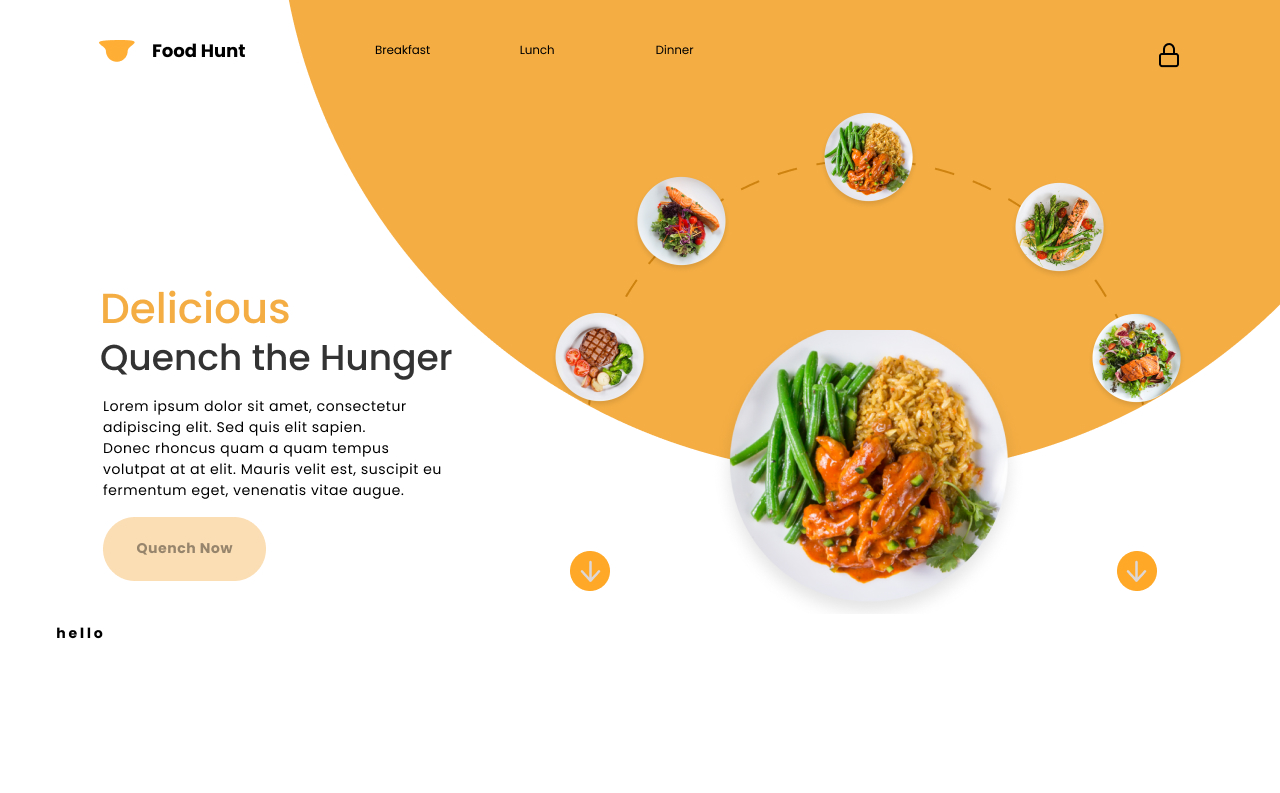 Food Hunt
Breakfast
Lunch
Dinner
Delicious
Quench the Hunger
Lorem ipsum dolor sit amet, consectetur
adipiscing elit. Sed quis elit sapien.
Donec rhoncus quam a quam tempus
volutpat at at elit. Mauris velit est, suscipit eu
fermentum eget, venenatis vitae augue.
Quench Now
hello